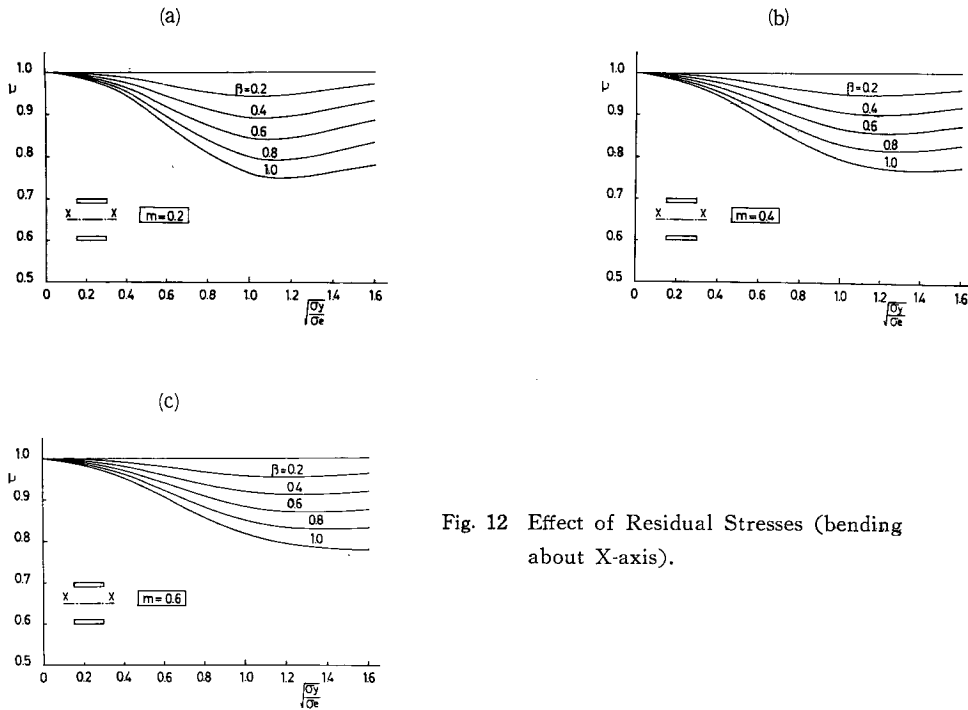 (a)
1.0
μ
0.9
0.8
0.7
0.6
0.5
β=0.2
0.4
0.6
0.8
1.0
X X
m=0.2
0 0.2 0.4 0.6 0.8 1.0 1.2 1.4 1.6
√σy/σe
(b)
1.0
μ
0.9
0.8
0.7
0.6
0.5
β=0.2
0.4
0.6
0.8
1.0
X X
m=0.4
0 0.2 0.4 0.6 0.8 1.0 1.2 1.4 1.6
√σy/σe
(c)
1.0
μ
0.9
0.8
0.7
0.6
0.5
β=0.2
0.4
0.6
0.8
1.0
X X
m=0.6
0 0.2 0.4 0.6 0.8 1.0 1.2 1.4 1.6
√σy/σe
Fig. 12 Effect of Residual Stresses (bending
about X-axis).